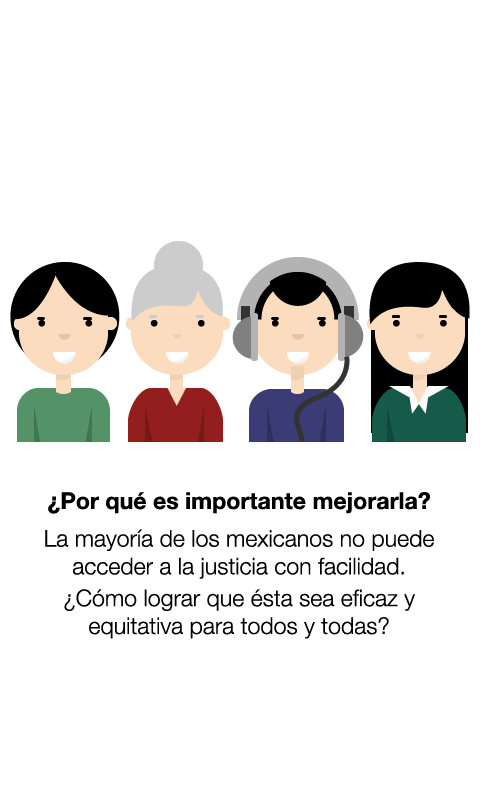 ¿Por qué es importante mejorarla?
La mayoría de los mexicanos no puede
acceder a la justicia con facilidad.
¿Cómo lograr que ésta sea eficaz y
equitativa para todos y todas?